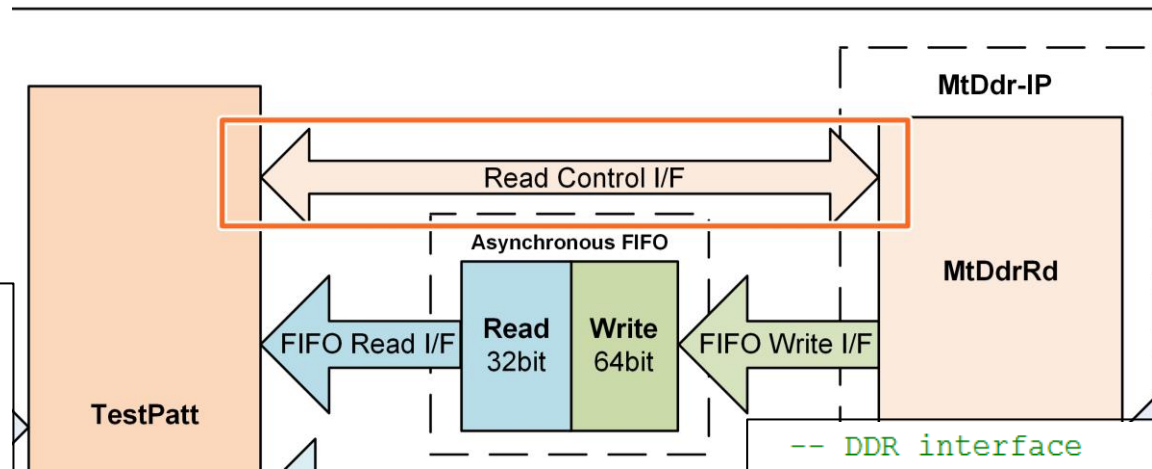 MtDdr-IP
Read Control I/F
Asynchronous FIFO
MtDdrRd
FIFO Read I/F
Read
32bit
Write
64bit
FIFO Write I/F
TestPatt
-- DDR interface